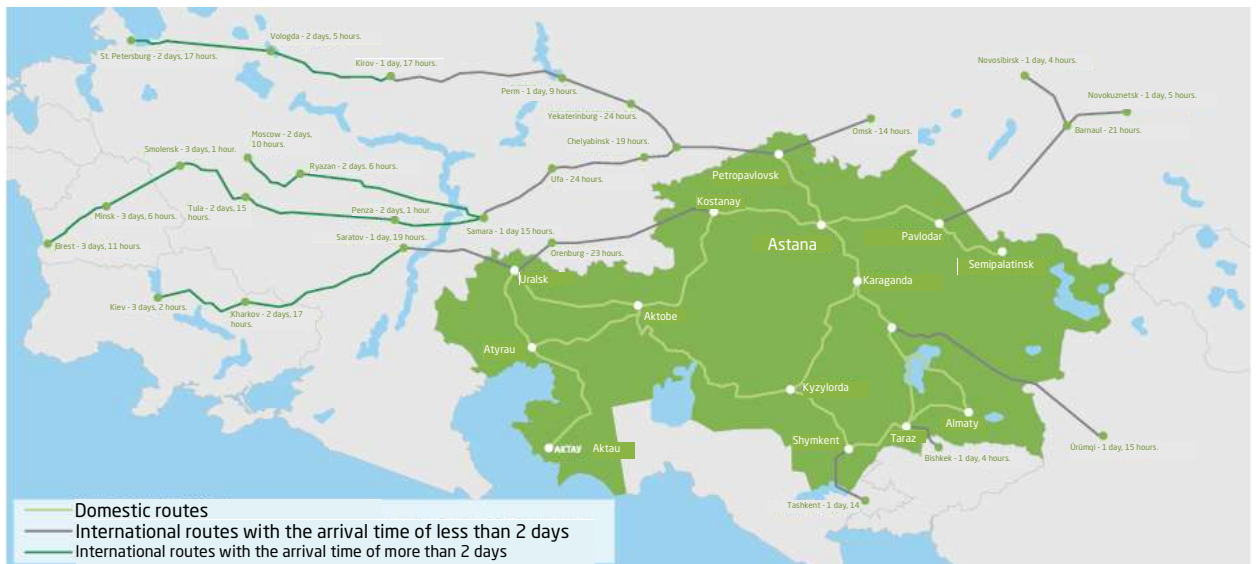 Vologda - 2 days, 5 hours.
St. Petersburg - 2 days, 17 hours.
Kirov - 1 day, 17 hours.
Novosibirsk - 1 day, 4 hours.
Perm - 1 day, 9 hours.
Novokuznetsk - 1 day, 5 hours.
Yekaterinburg - 24 hours.
Omsk - 14 hours.
Barnaul - 21 hours.
Moscow - 2 days,
10 hours.
Chelyabinsk - 19 hours.
Smolensk - 3 days, 1 hour.
Ryazan - 2 days. 6 hours.
Ufa - 24 hours.
Petropavlovsk
Kostanay
Minsk - 3 days, 6 hours.
Tula - 2 days, 15
hours.
Penza - 2 days, 1 hour.
Samara - 1 day 15 hours.
Saratov - 1 day, 19 hours.
Brest - 3 days, 11 hours.
Orenburg - 23 hours.
Astana
Pavlodar
Semipalatinsk
Uralsk
Karaganda
Kiev - 3 days, 2 hours.
Kharkov - 2 days, 17
hours.
Aktobe
Atyrau
Kyzylorda
Almaty
Taraz
Shymkent
АКТАУ Aktau
Bishkek - 1 day, 4 hours.
Ürümqi - 1 day, 15 hours.
Tashkent - 1 day, 14
Domestic routes
International routes with the arrival time of less than 2 days
International routes with the arrival time of more than 2 days